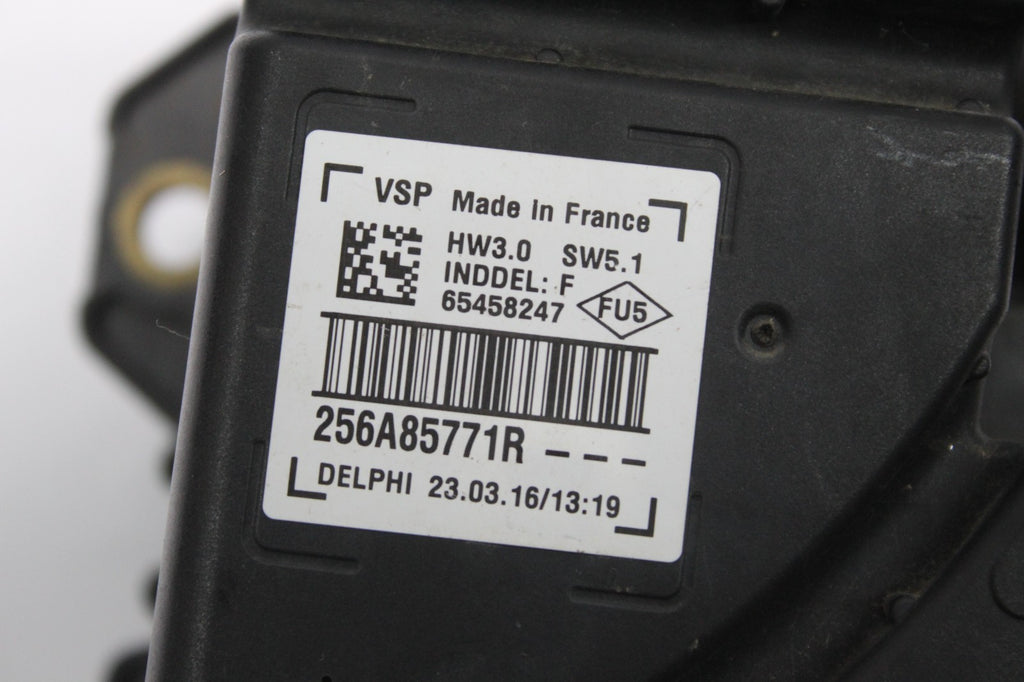 VSP Made in France
HW3.0 SW5.1
INDDEL: F
65458247 FU5
256A85771R ---
DELPHI 23.03.16/13:19